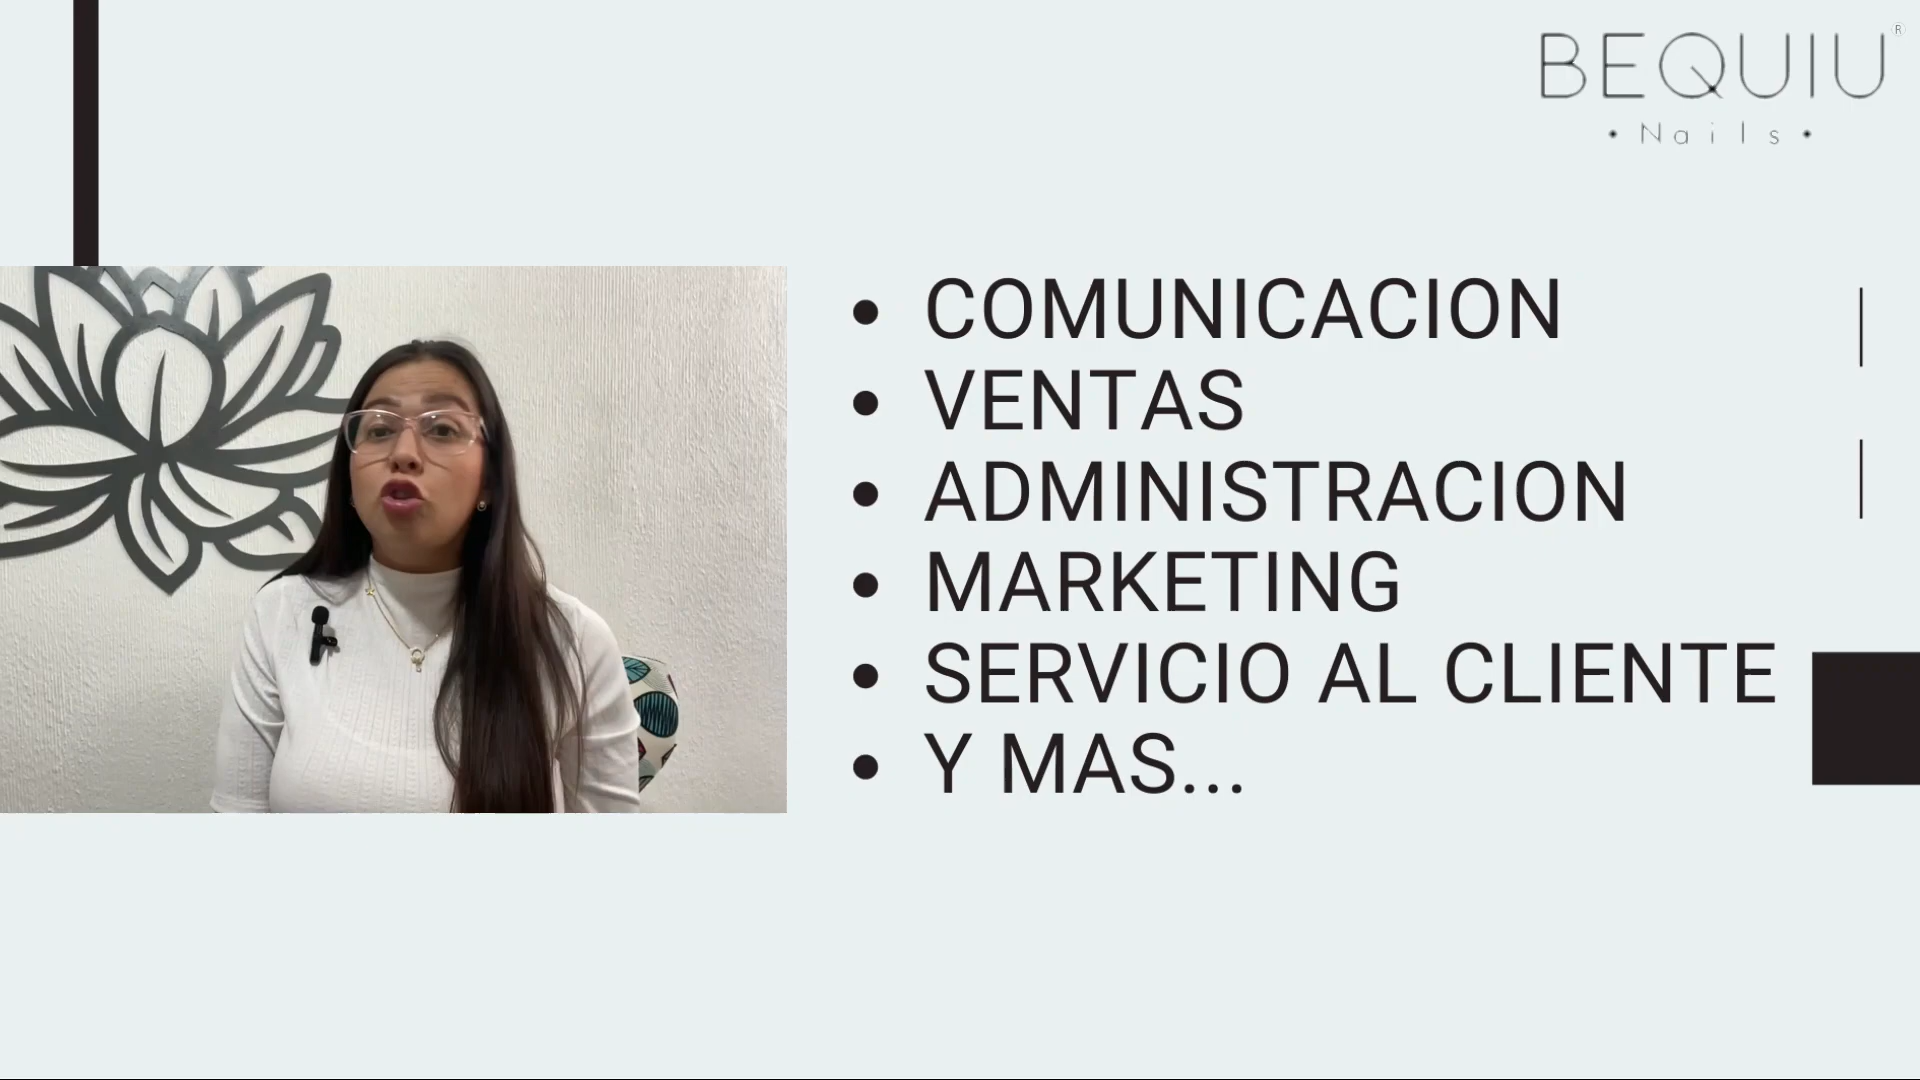 BEQUIU®
• Nails •
• COMUNICACION
• VENTAS
• ADMINISTRACION
• MARKETING
• SERVICIO AL CLIENTE
• Y MAS...